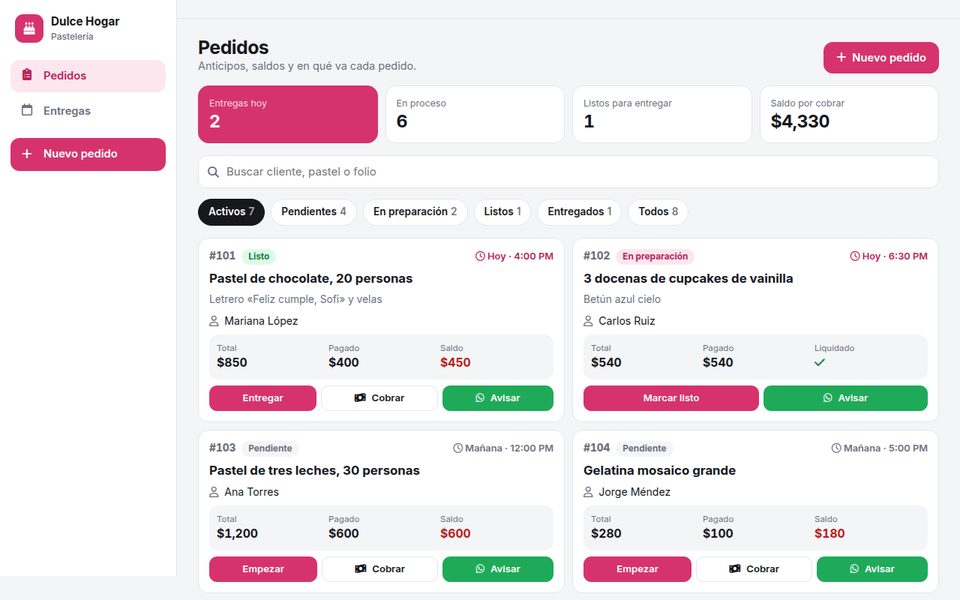 Dulce Hogar
Pastelería
Pedidos
Entregas
+ Nuevo pedido
Pedidos
Anticipos, saldos y en qué va cada pedido.
+ Nuevo pedido
Entregas hoy
2
En proceso
6
Listos para entregar
1
Saldo por cobrar
$4,330
Buscar cliente, pastel o folio
Activos 7
Pendientes 4
En preparación 2
Listos 1
Entregados 1
Todos 8
#101 Listo Hoy · 4:00 PM
Pastel de chocolate, 20 personas
Letrero «Feliz cumple, Sofi» y velas
Mariana López
Total Pagado Saldo
$850 $400 $450
Entregar Cobrar Avisar
#102 En preparación Hoy · 6:30 PM
3 docenas de cupcakes de vainilla
Betún azul cielo
Carlos Ruiz
Total Pagado Liquidado
$540 $540 ✓
Marcar listo Avisar
#103 Pendiente Mañana · 12:00 PM
Pastel de tres leches, 30 personas
Ana Torres
Total Pagado Saldo
$1,200 $600 $600
Empezar Cobrar Avisar
#104 Pendiente Mañana · 5:00 PM
Gelatina mosaico grande
Jorge Méndez
Total Pagado Saldo
$280 $100 $180
Empezar Cobrar Avisar